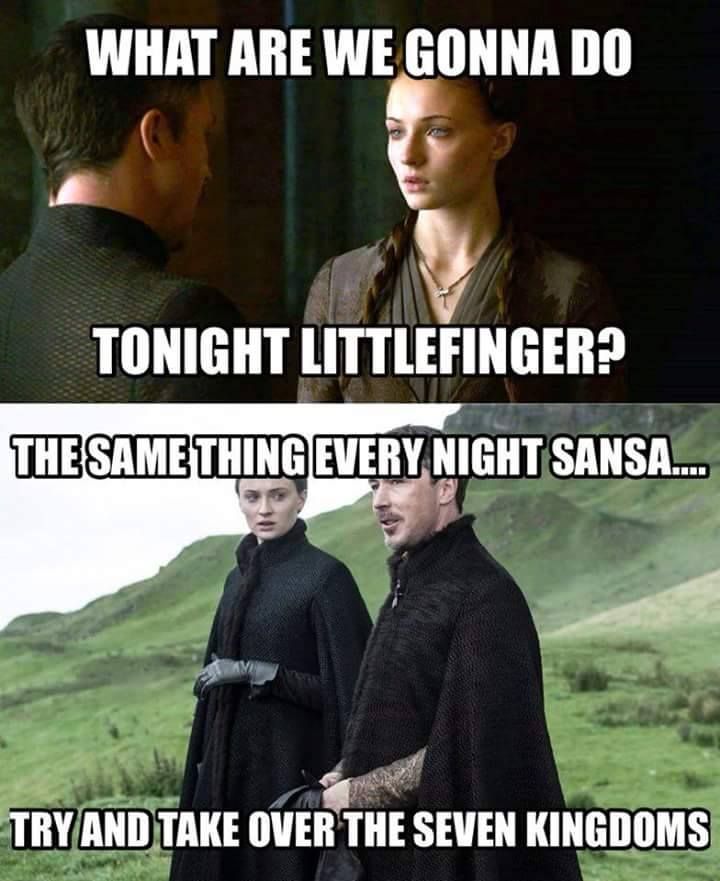 WHAT ARE WE GONNA DO
TONIGHT LITTLEFINGER?
THE SAME THING EVERY NIGHT SANSA....
TRY AND TAKE OVER THE SEVEN KINGDOMS